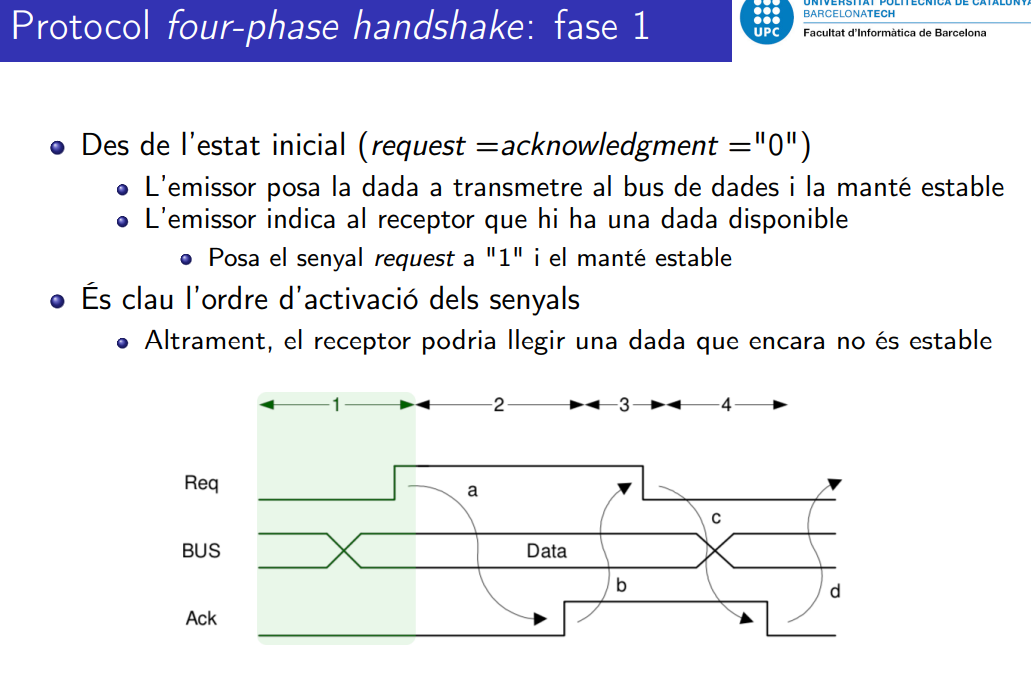 Protocol four-phase handshake: fase 1
UNIVERSITAT POLITÈCNICA DE CATALUNYA
BARCELONATECH
Facultat d'Informàtica de Barcelona
UPC
Des de l'estat inicial (request =acknowledgment ="0")
L'emissor posa la dada a transmetre al bus de dades i la manté estable
L'emissor indica al receptor que hi ha una dada disponible
Posa el senyal request a "1" i el manté estable
És clau l'ordre d'activació dels senyals
Altrament, el receptor podria llegir una dada que encara no és estable
1 2 3 4
Req
a
c
BUS
Data
b
d
Ack